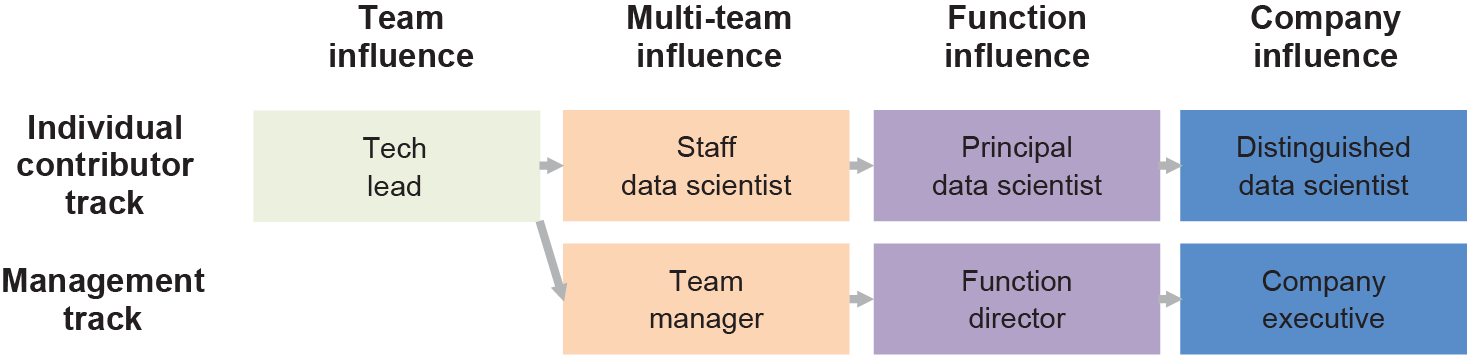 Team
influence
Multi-team
influence
Function
influence
Company
influence
Individual
contributor
track
Tech
lead
Staff
data scientist
Principal
data scientist
Distinguished
data scientist
Management
track
Team
manager
Function
director
Company
executive